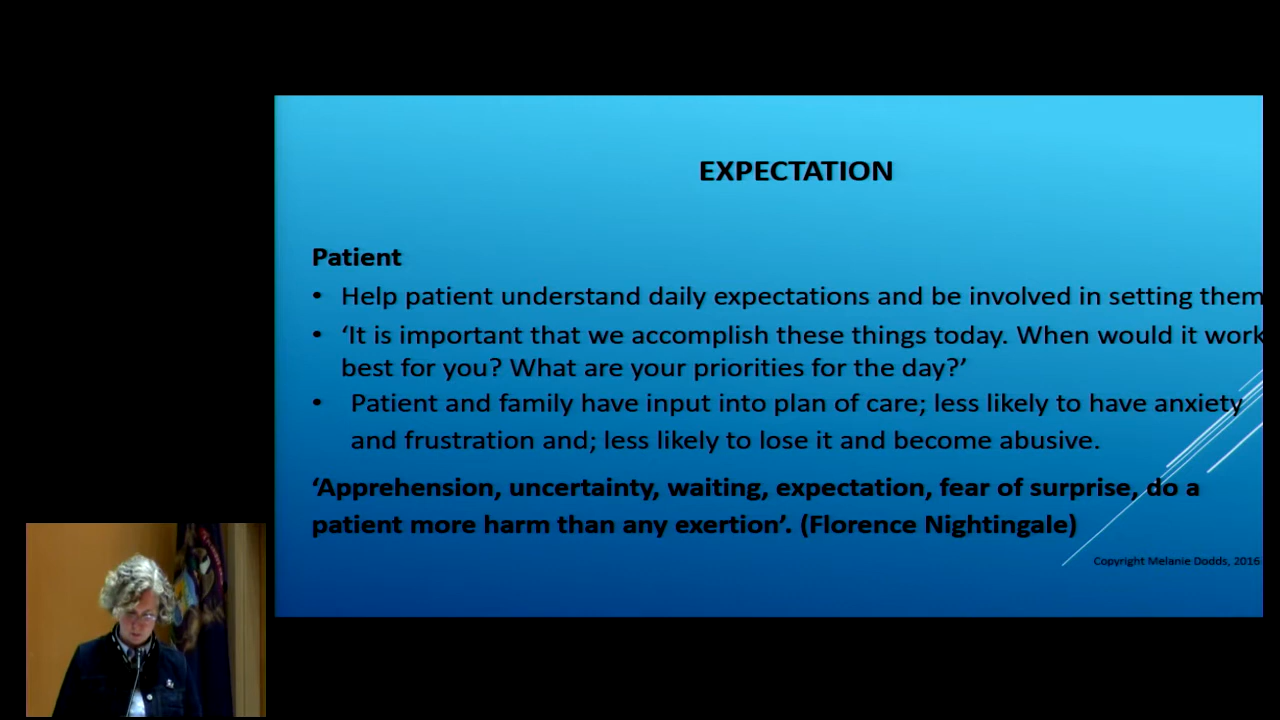 EXPECTATION
Patient
• Help patient understand daily expectations and be involved in setting them
• ‘It is important that we accomplish these things today. When would it work
best for you? What are your priorities for the day?’
• Patient and family have input into plan of care; less likely to have anxiety
and frustration and; less likely to lose it and become abusive.
‘Apprehension, uncertainty, waiting, expectation, fear of surprise, do a
patient more harm than any exertion’. (Florence Nightingale)
Copyright Melanie Dodds, 2016